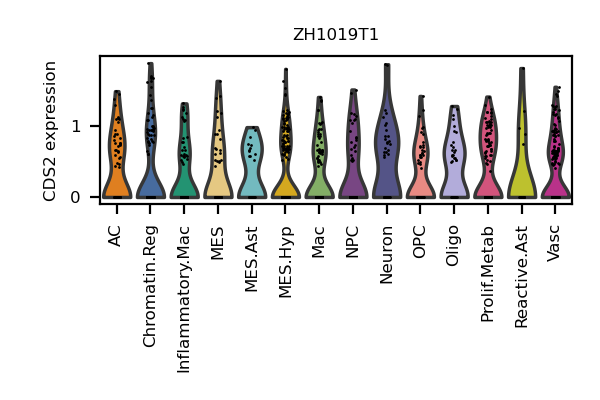 ZH1019T1
CDS2 expression
1
0
AC
Chromatin.Reg
Inflammatory.Mac
MES
MES.Ast
MES.Hyp
Mac
NPC
Neuron
OPC
Oligo
Prolif.Metab
Reactive.Ast
Vasc